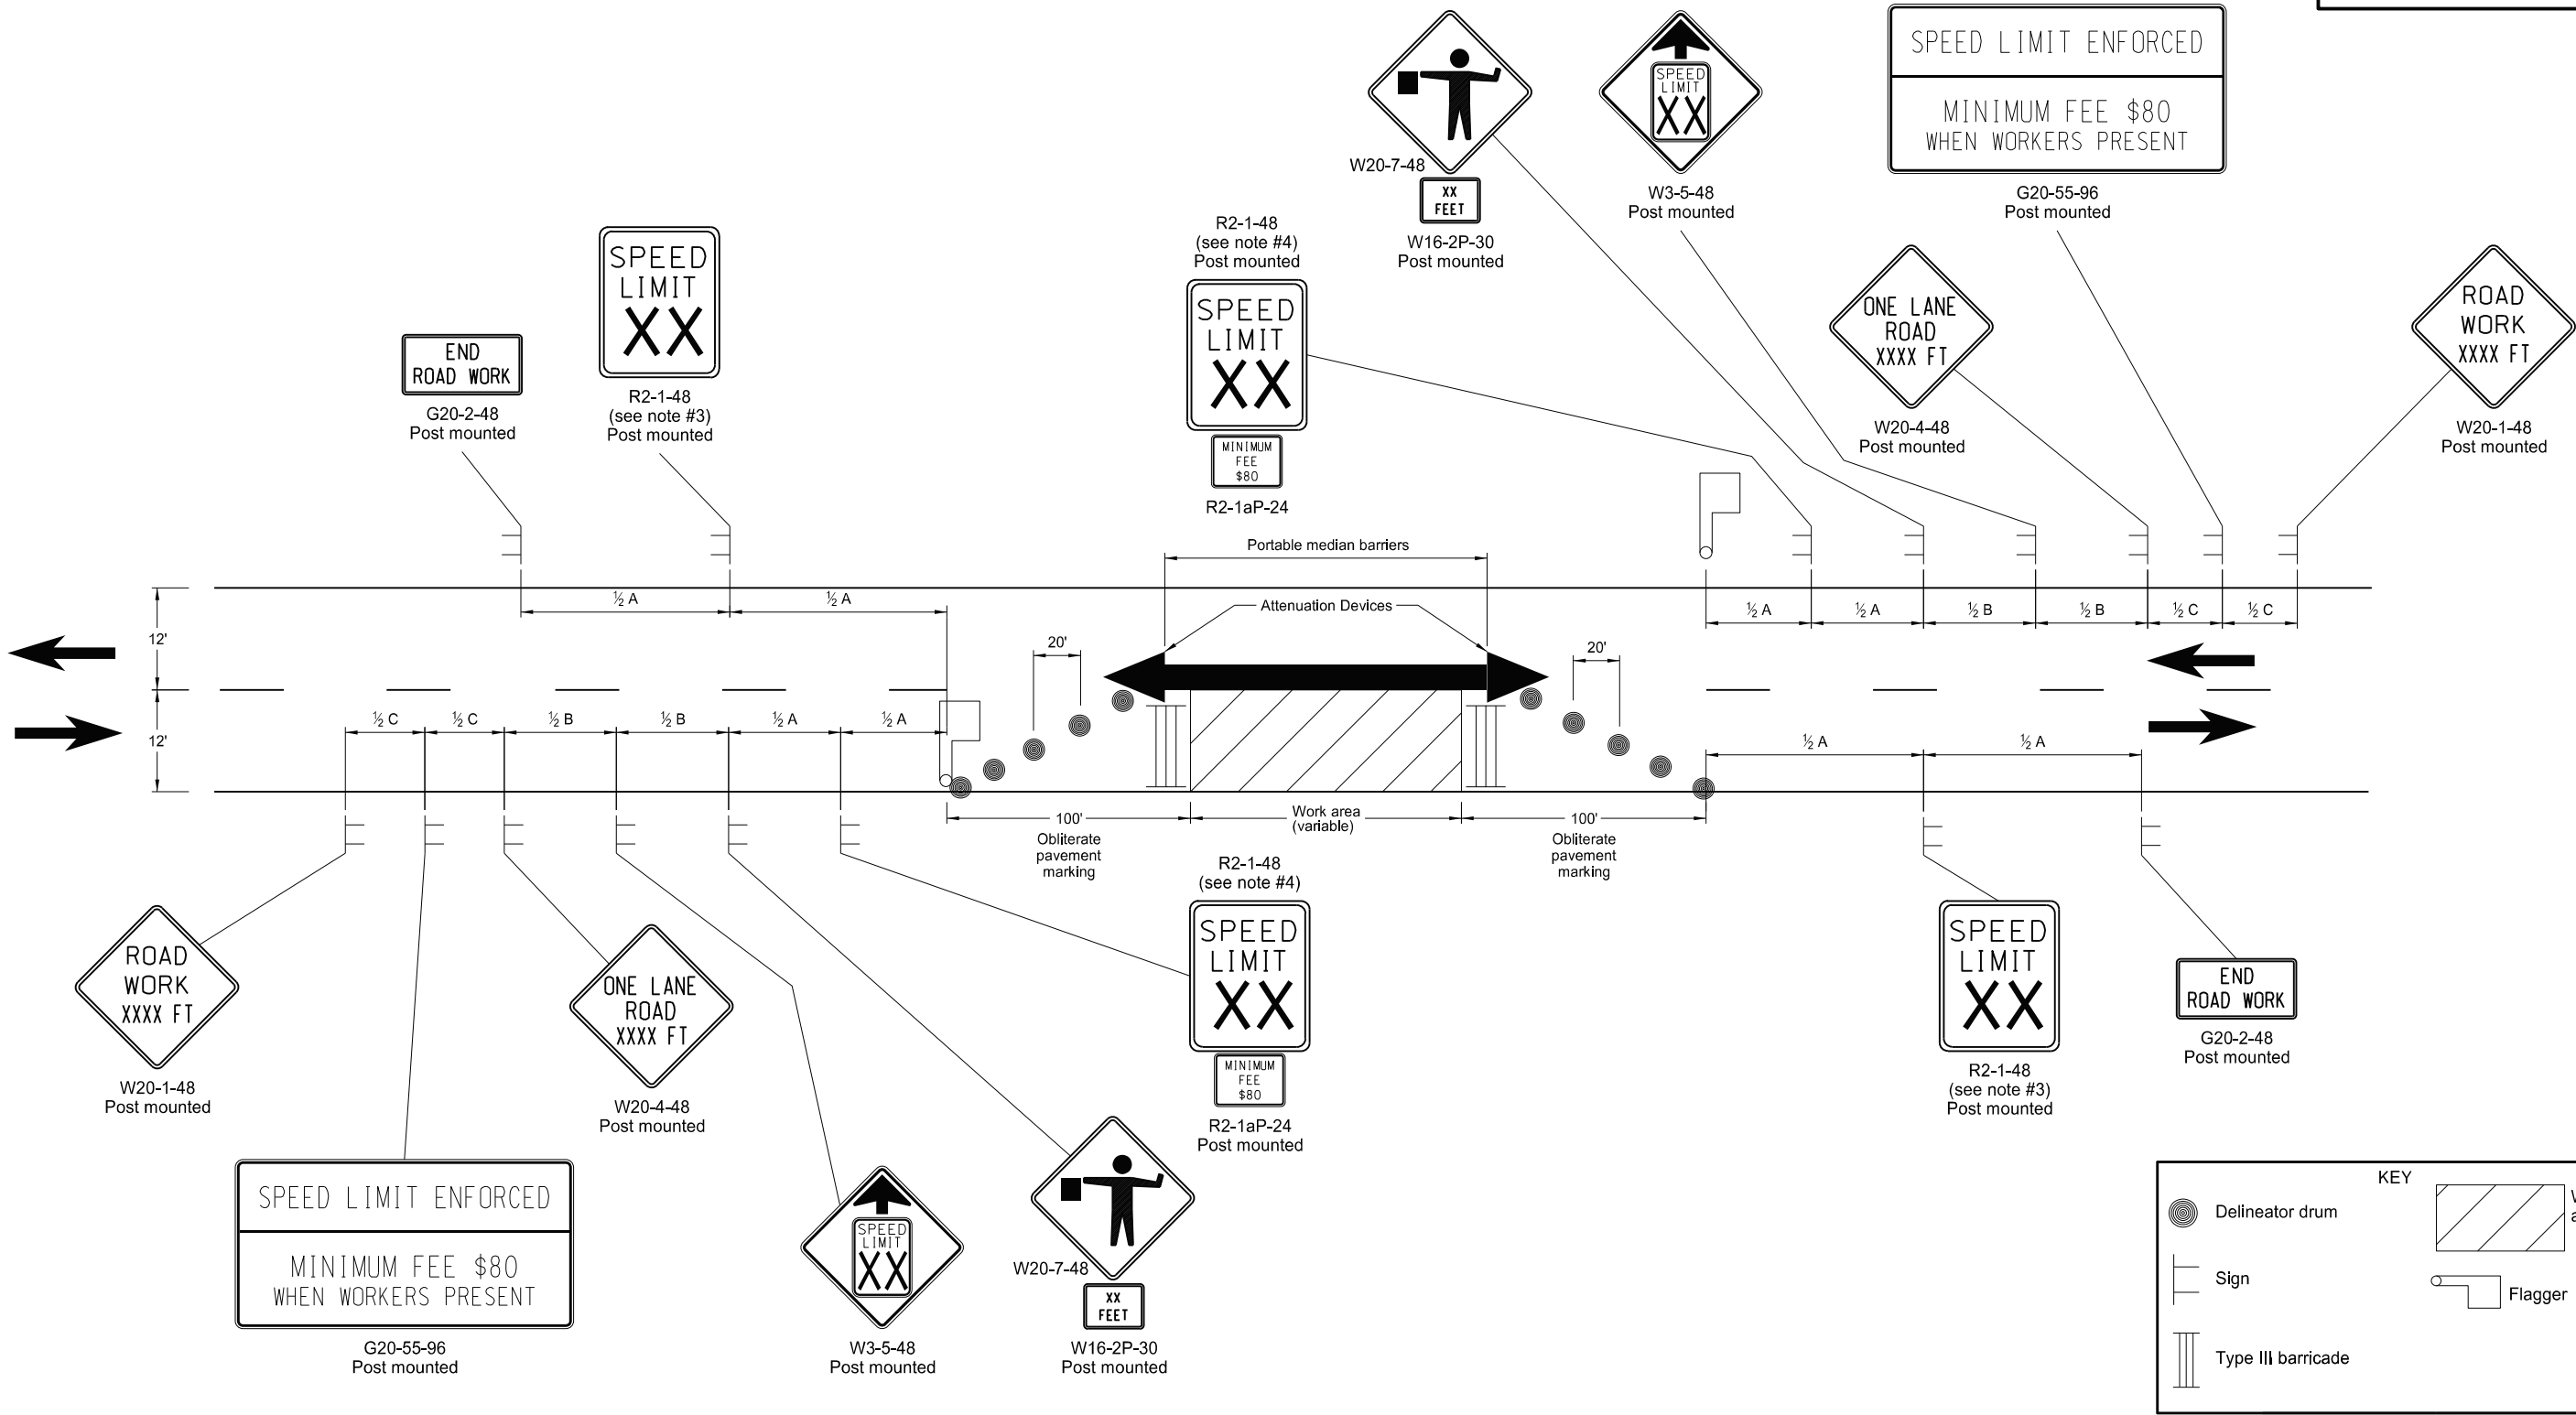 SPEED LIMIT ENFORCED
MINIMUM FEE $80
WHEN WORKERS PRESENT
G20-55-96
Post mounted
SPEED
LIMIT
XX
W3-5-48
Post mounted
W20-7-48
XX
FEET
W16-2P-30
Post mounted
R2-1-48
(see note #4)
Post mounted
SPEED
LIMIT
XX
MINIMUM
FEE
$80
R2-1aP-24
SPEED
LIMIT
XX
R2-1-48
(see note #3)
Post mounted
END
ROAD WORK
G20-2-48
Post mounted
ONE LANE
ROAD
XXXX FT
W20-4-48
Post mounted
ROAD
WORK
XXXX FT
W20-1-48
Post mounted
Portable median barriers
Attenuation Devices
½ A
½ A
½ A
½ A
½ B
½ B
½ C
½ C
12'
20'
20'
12'
½ C
½ C
½ B
½ B
½ A
½ A
½ A
½ A
100'
Obliterate
pavement
marking
Work area
(variable)
100'
Obliterate
pavement
marking
R2-1-48
(see note #4)
SPEED
LIMIT
XX
MINIMUM
FEE
$80
R2-1aP-24
Post mounted
ROAD
WORK
XXXX FT
W20-1-48
Post mounted
ONE LANE
ROAD
XXXX FT
W20-4-48
Post mounted
SPEED
LIMIT
XX
R2-1-48
(see note #3)
Post mounted
END
ROAD WORK
G20-2-48
Post mounted
SPEED LIMIT ENFORCED
MINIMUM FEE $80
WHEN WORKERS PRESENT
G20-55-96
Post mounted
SPEED
LIMIT
XX
W3-5-48
Post mounted
W20-7-48
XX
FEET
W16-2P-30
Post mounted
KEY
Delineator drum
Sign
Flagger
Type III barricade